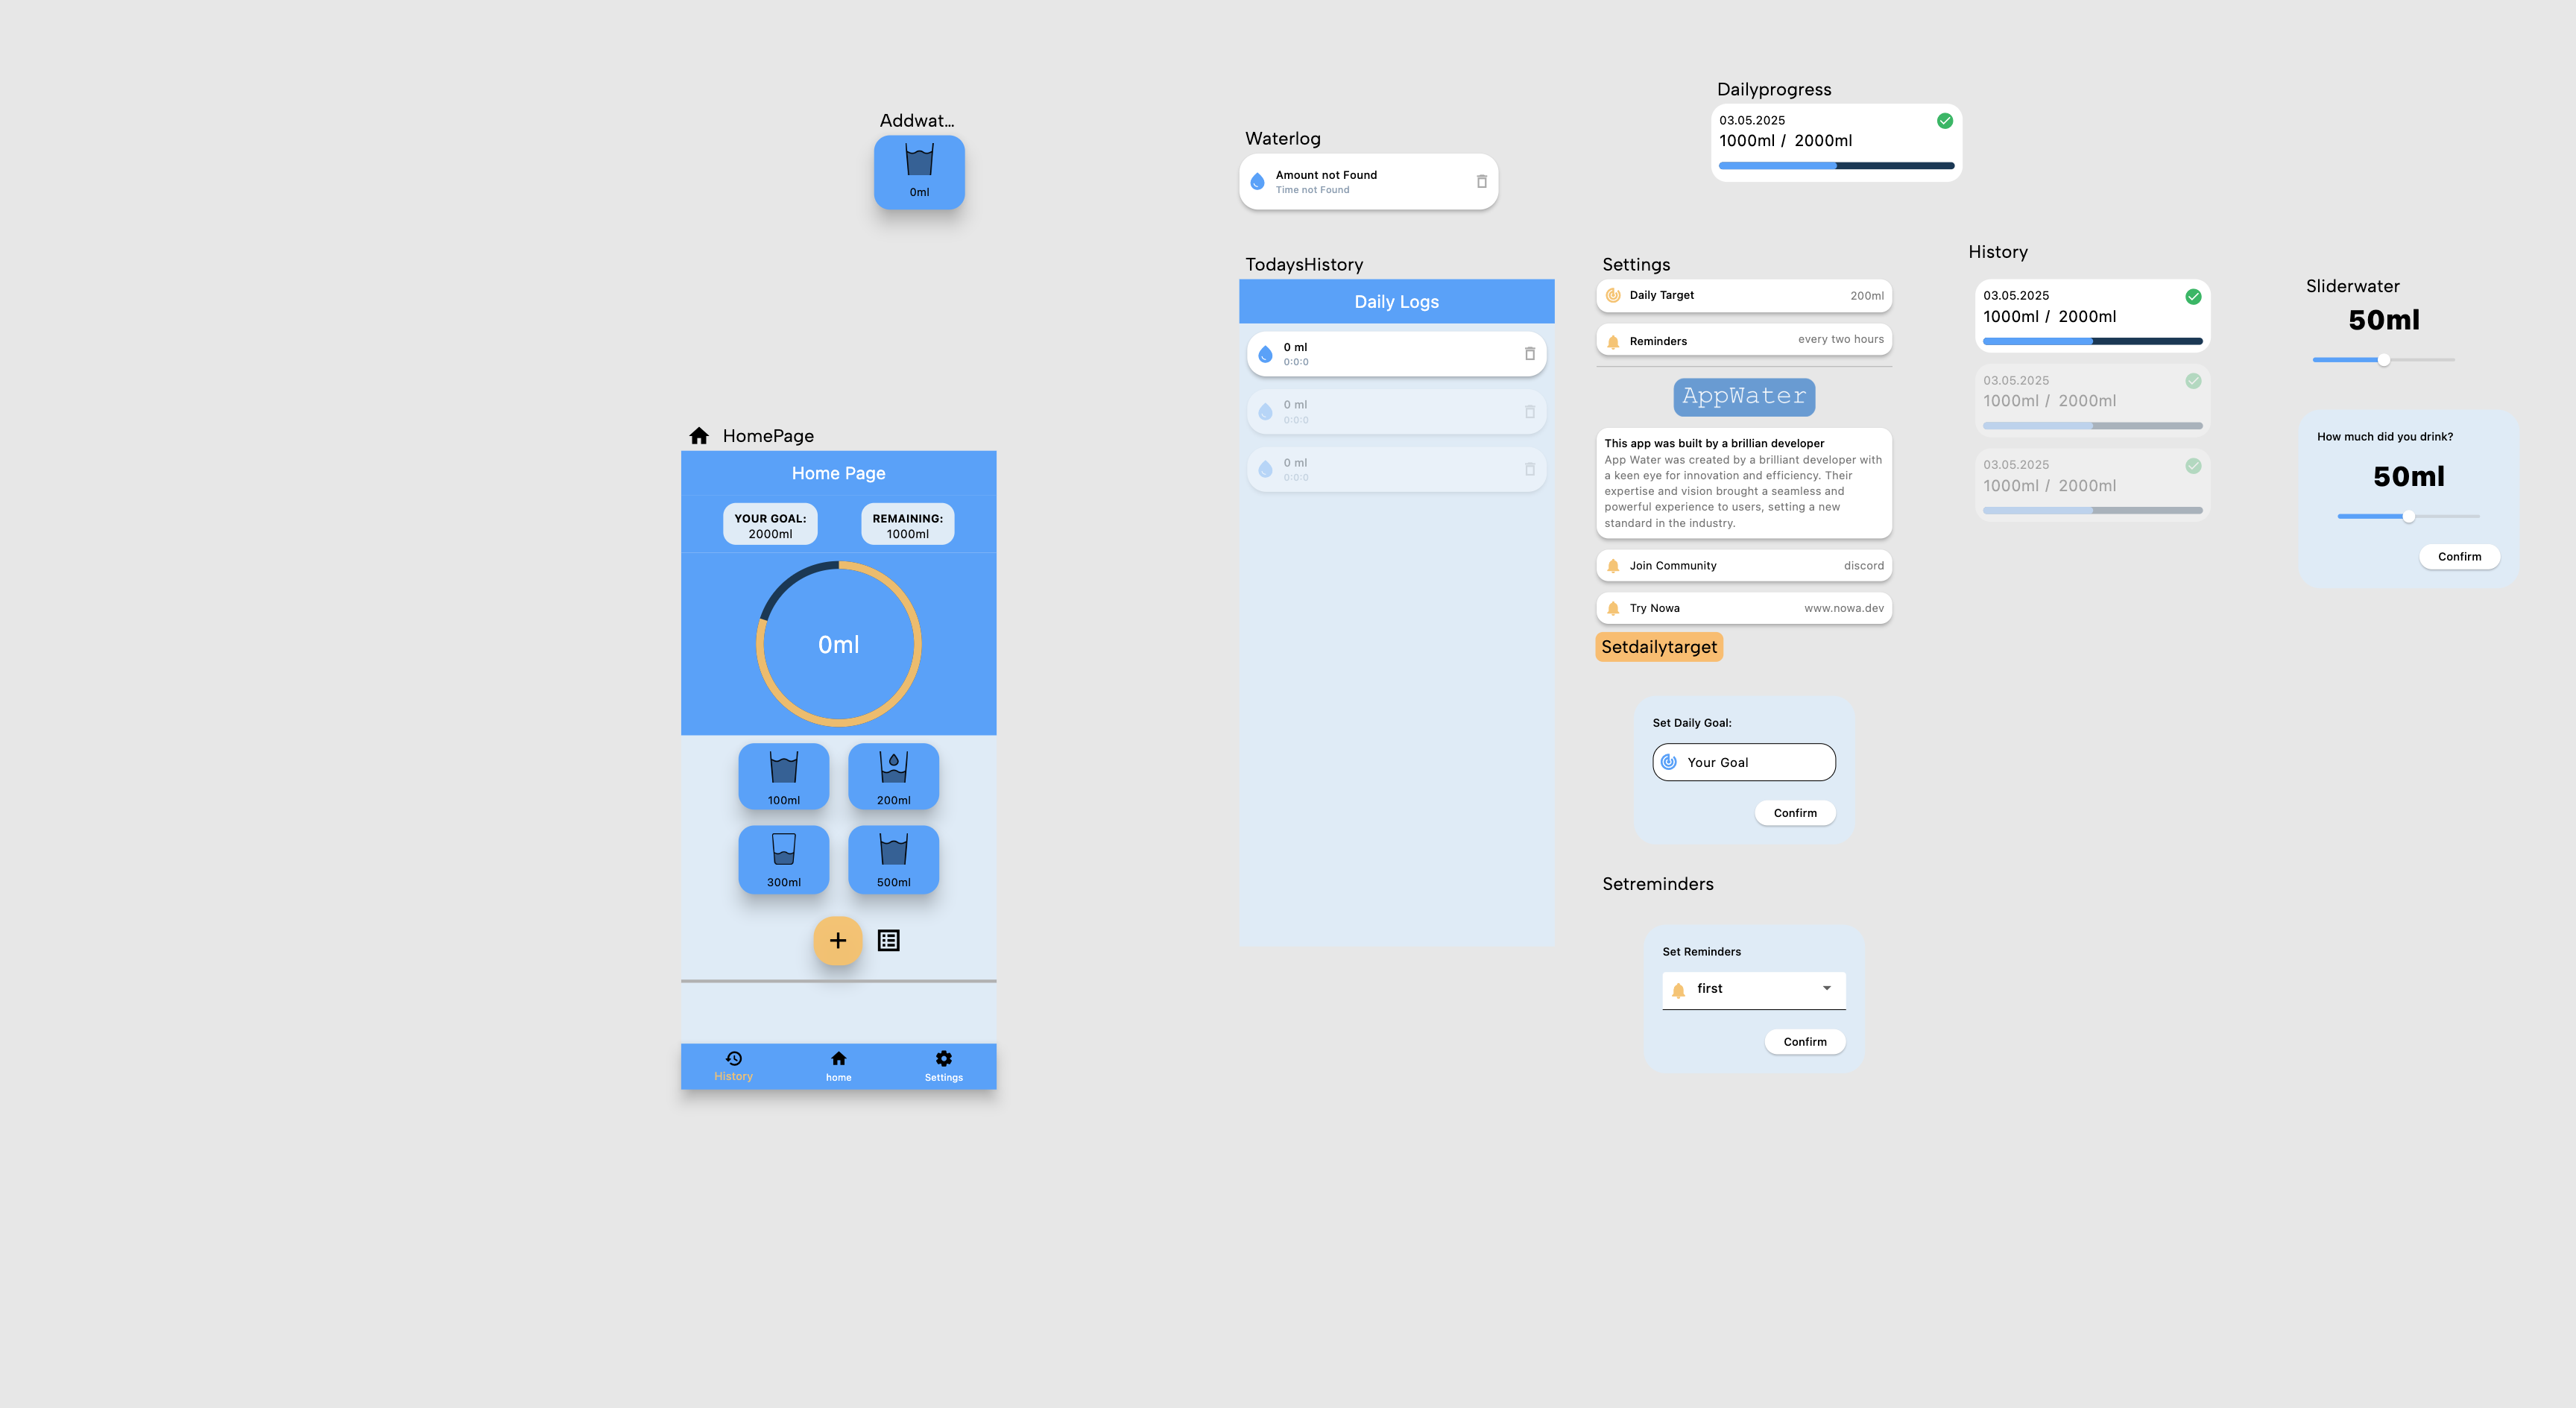 Addwat...
0ml
HomePage
Home Page
YOUR GOAL:
2000ml
REMAINING:
1000ml
0ml
100ml
200ml
300ml
500ml
History
home
Settings
Waterlog
Amount not Found
Time not Found
TodaysHistory
Daily Logs
0 ml
0:0:0
0 ml
0:0:0
0 ml
0:0:0
Dailyprogress
03.05.2025
1000ml / 2000ml
Settings
Daily Target
200ml
Reminders
every two hours
AppWater
This app was built by a brillian developer
App Water was created by a brilliant developer with
a keen eye for innovation and efficiency. Their
expertise and vision brought a seamless and
powerful experience to users, setting a new
standard in the industry.
Join Community
discord
Try Nowa
www.nowa.dev
Setdailytarget
Set Daily Goal:
Your Goal
Confirm
Setreminders
Set Reminders
first
Confirm
History
03.05.2025
1000ml / 2000ml
03.05.2025
1000ml / 2000ml
03.05.2025
1000ml / 2000ml
Sliderwater
50ml
How much did you drink?
50ml
Confirm